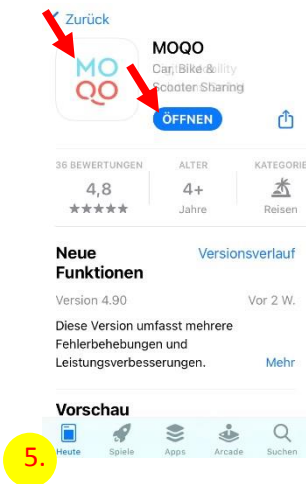 Zurück
MO
QO
MOQO
Car, Bike &
Scooter Sharing
ÖFFNEN
36 BEWERTUNGEN ALTER KATEGORIE
4,8 4+
★★★★★ Jahre Reisen
Neue Versionsverlauf
Funktionen
Version 4.90 Vor 2 W.
Diese Version umfasst mehrere
Fehlerbehebungen und
Leistungsverbesserungen. Mehr
Vorschau
5.
Heute Spiele Apps Arcade Suchen